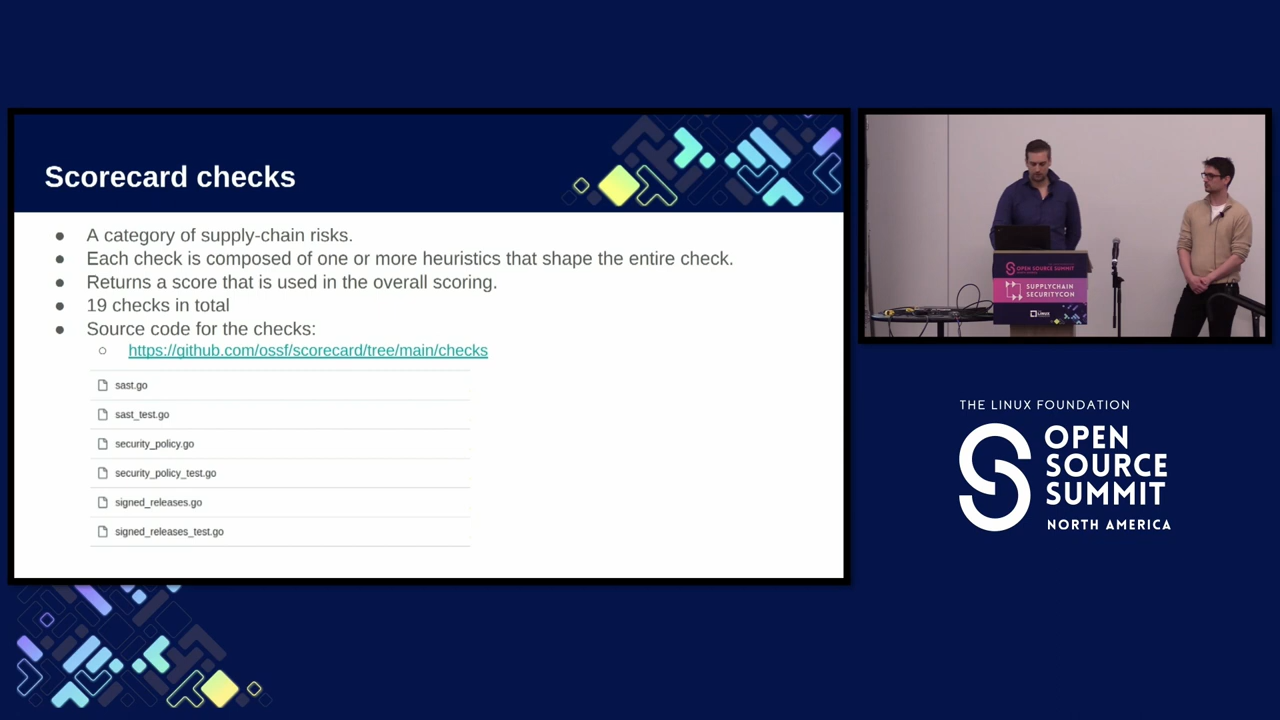 Scorecard checks
● A category of supply-chain risks.
● Each check is composed of one or more heuristics that shape the entire check.
● Returns a score that is used in the overall scoring.
● 19 checks in total
● Source code for the checks:
○ https://github.com/ossf/scorecard/tree/main/checks
sast.go
sast_test.go
security_policy.go
security_policy_test.go
signed_releases.go
signed_releases_test.go
OPEN SOURCE SUMMIT
SUPPLYCHAIN
SECURITYCON
LINUX
THE LINUX FOUNDATION
OPEN
SOURCE
SUMMIT
NORTH AMERICA